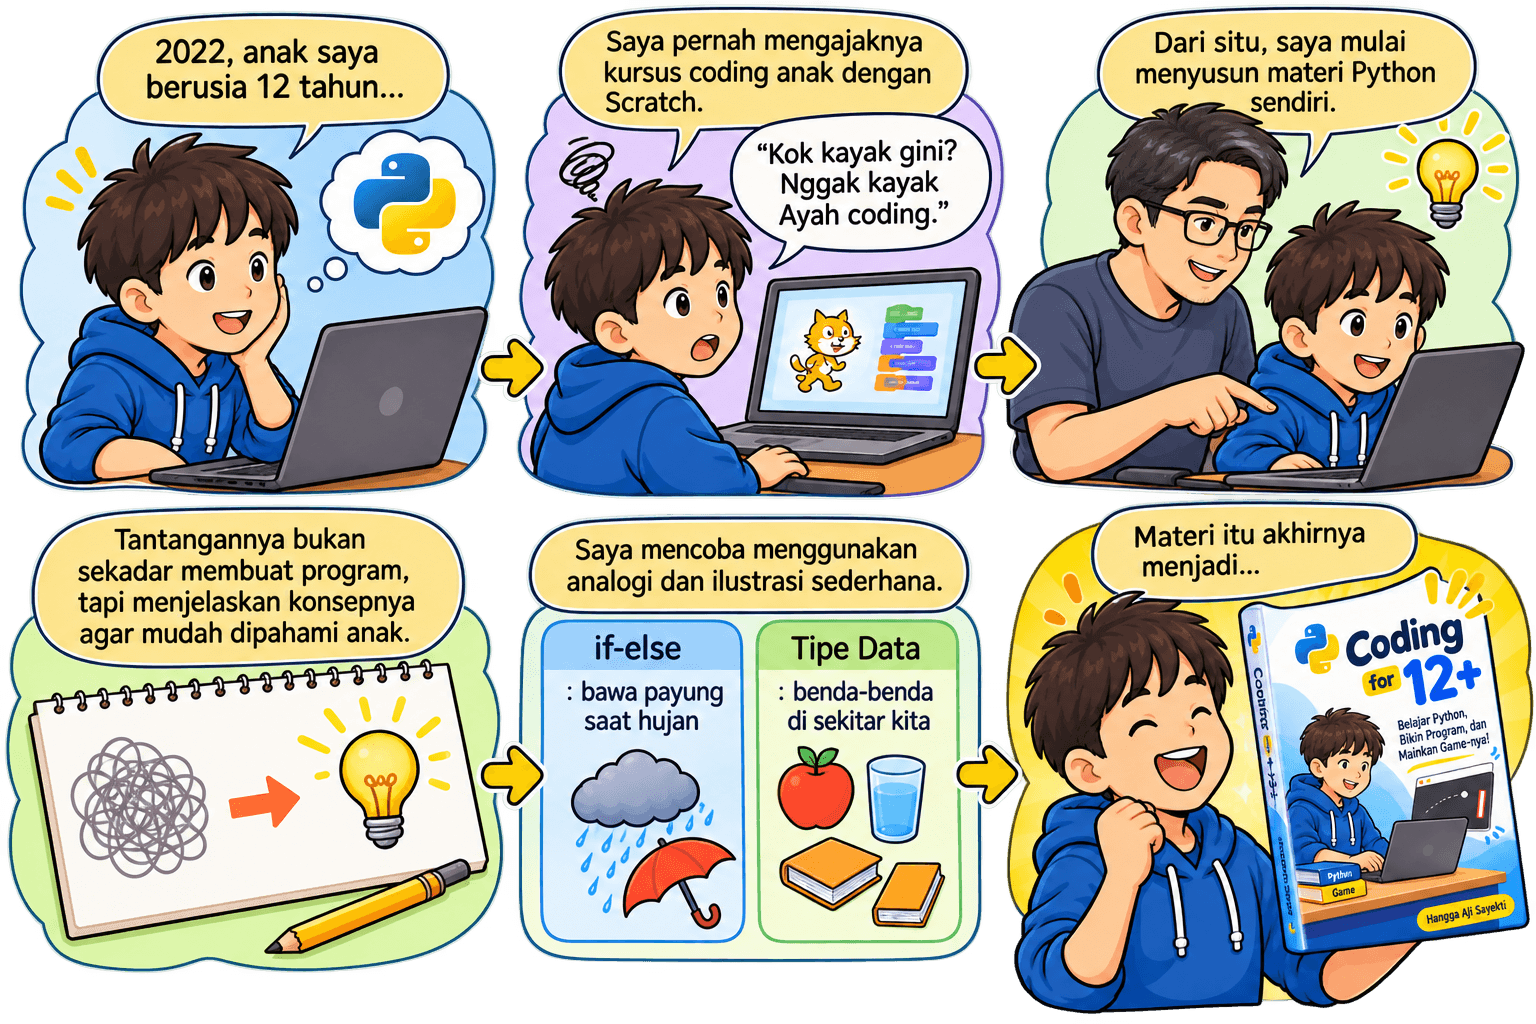 2022, anak saya
berusia 12 tahun...
Saya pernah mengajaknya
kursus coding anak dengan
Scratch.
“Kok kayak gini?
Nggak kayak
Ayah coding.”
Dari situ, saya mulai
menyusun materi Python
sendiri.
Tantangannya bukan
sekadar membuat program,
tapi menjelaskan konsepnya
agar mudah dipahami anak.
Saya mencoba menggunakan
analogi dan ilustrasi sederhana.
if-else
: bawa payung
saat hujan
Tipe Data
: benda-benda
di sekitar kita
Materi itu akhirnya
menjadi...
Coding
for 12+
Belajar Python,
Bikin Program, dan
Mainkan Game-nya!
Python
Game
Hangga Aji Sayekti